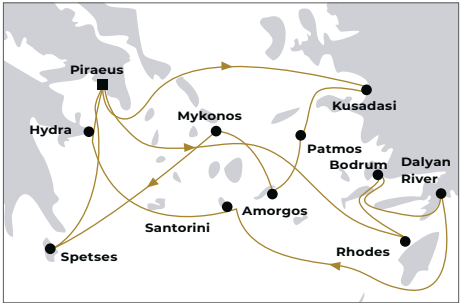 Piraeus
Kusadasi
Mykonos
Hydra
Patmos
Bodrum
Dalyan
River
Amorgos
Santorini
Rhodes
Spetses